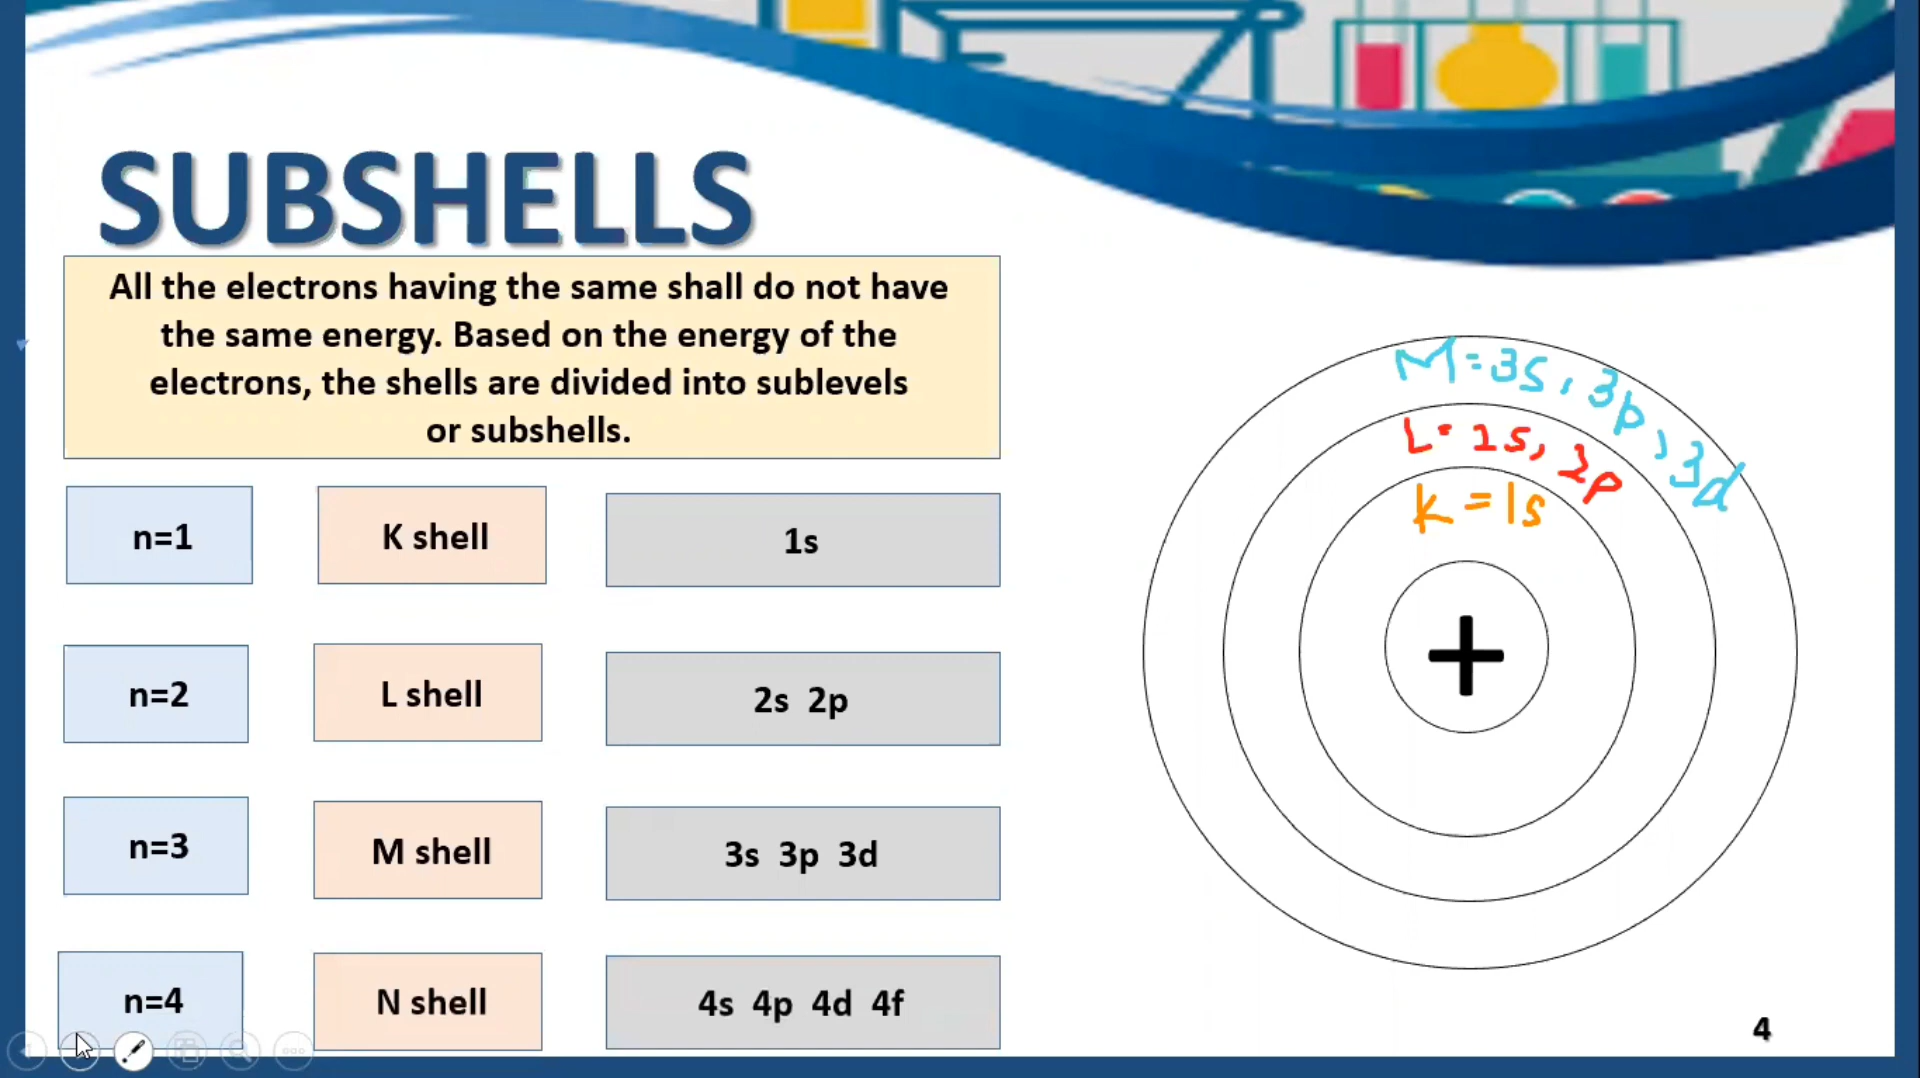 SUBSHELLS
All the electrons having the same shall do not have
the same energy. Based on the energy of the
electrons, the shells are divided into sublevels
or subshells.
n=1 K shell 1s
n=2 L shell 2s 2p
n=3 M shell 3s 3p 3d
n=4 N shell 4s 4p 4d 4f
M=3s, 3p, 3d
L=2s, 2p
K=1s
+
4